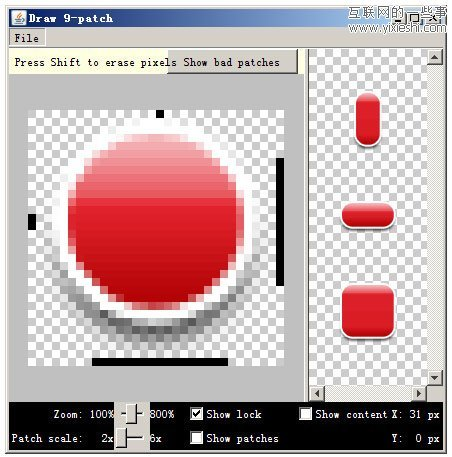 Draw 9-patch
互联网的一些事
www.yixieshi.com
File
Press Shift to erase pixels Show bad patches
Zoom: 100% 800% Show lock Show content X: 31 px
Patch scale: 2x 6x Show patches Y: 0 px